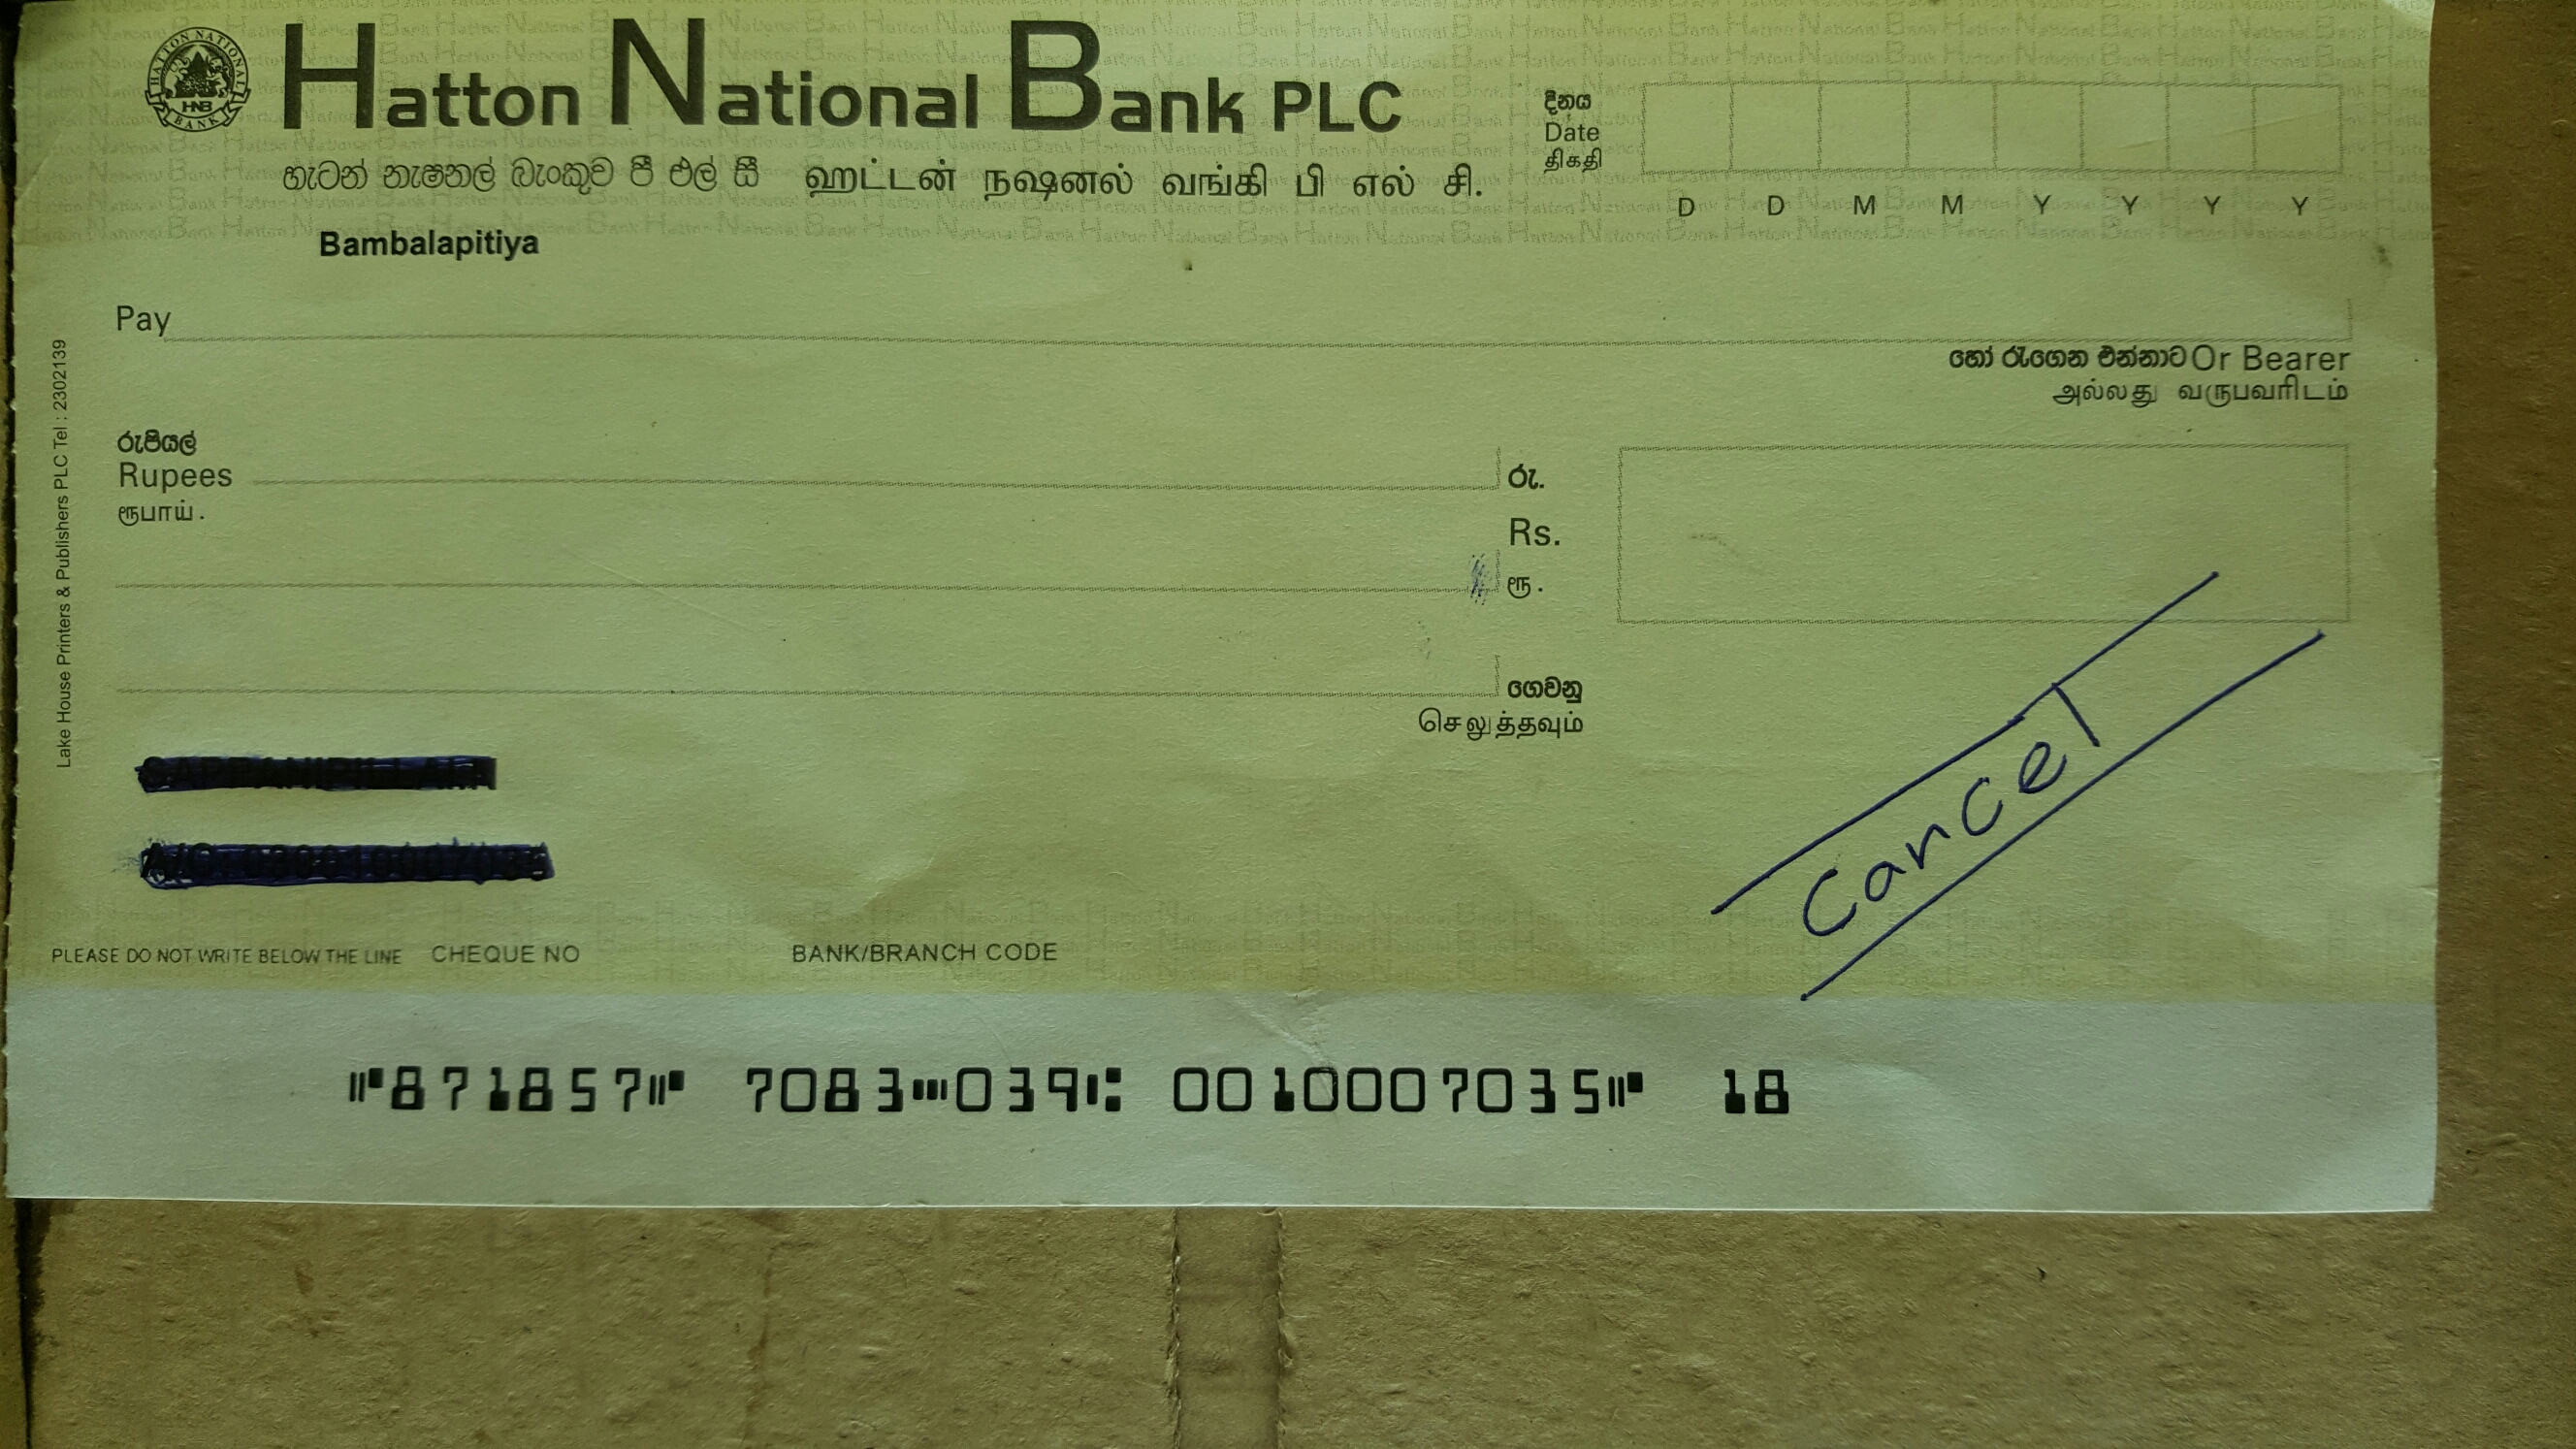 Hatton National Bank PLC
HATTON NATIONAL BANK
HNB
හැටන් නැෂනල් බැංකුව පී එල් සී ஹட்டன் நஷனல் வங்கி பி எல் சி.
Bambalapitiya
දිනය
Date
திகதி
D D M M Y Y Y Y
Pay
හෝ රැගෙන එන්නාට Or Bearer
அல்லது வருபவரிடம்
රුපියල්
Rupees
ரூபாய்.
රු.
Rs.
ரூ.
ගෙවනු
செலுத்தவும்
Cancel
Lake House Printers & Publishers PLC Tel : 2302139
PLEASE DO NOT WRITE BELOW THE LINE CHEQUE NO BANK/BRANCH CODE
⑈871857⑈ 7083⑉039⑆ 0010007035⑈ 18